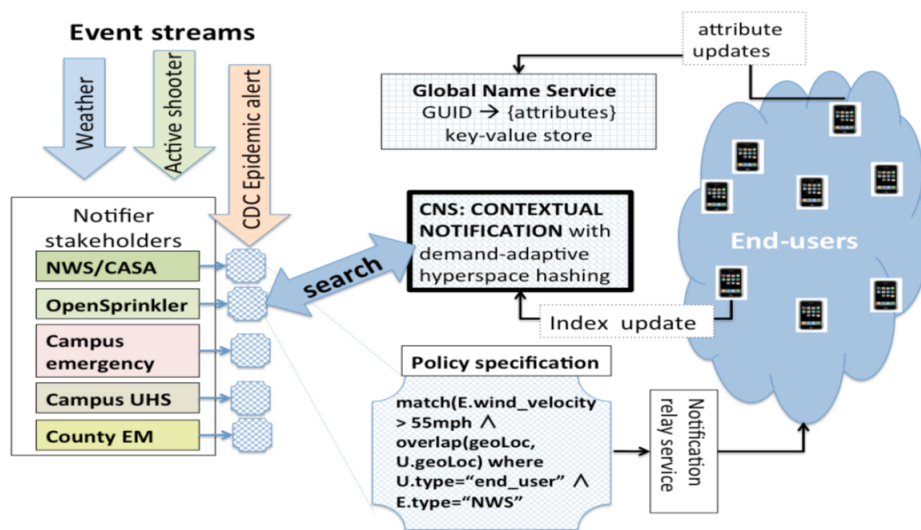 Event streams
Weather
Active shooter
CDC Epidemic alert
Notifier
stakeholders
NWS/CASA
OpenSprinkler
Campus
emergency
Campus UHS
County EM
search
attribute
updates
Global Name Service
GUID → {attributes}
key-value store
CNS: CONTEXTUAL
NOTIFICATION with
demand-adaptive
hyperspace hashing
End-users
Index update
Policy specification
match(E.wind_velocity
> 55mph ∧
overlap(geoLoc,
U.geoLoc) where
U.type=“end_user” ∧
E.type=“NWS”
Notification
relay service